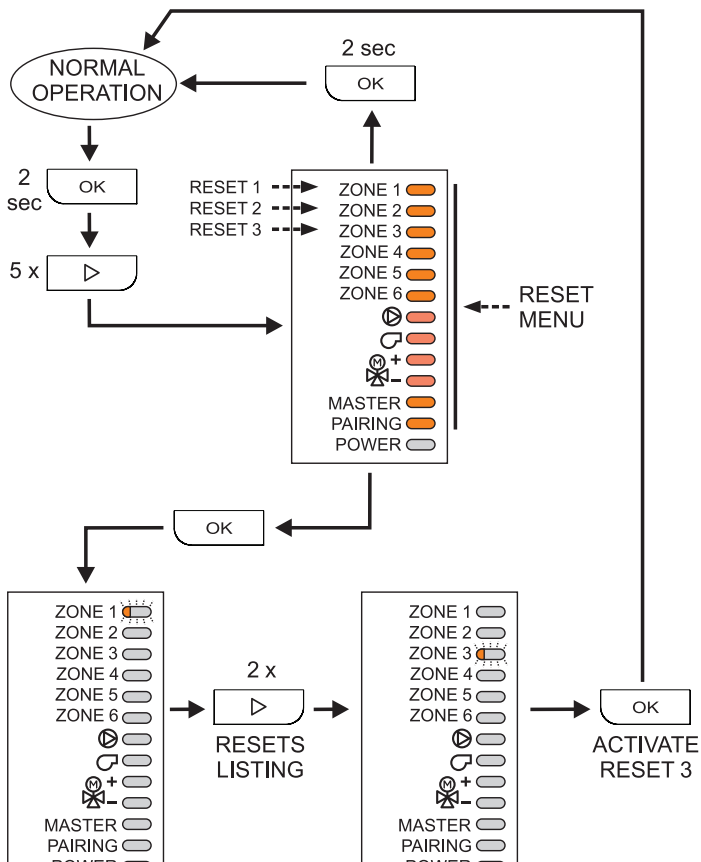 NORMAL
OPERATION
2 sec
OK
2
sec
OK
5 x
RESET 1
RESET 2
RESET 3
ZONE 1
ZONE 2
ZONE 3
ZONE 4
ZONE 5
ZONE 6
M
+
-
MASTER
PAIRING
POWER
RESET
MENU
OK
ZONE 1
ZONE 2
ZONE 3
ZONE 4
ZONE 5
ZONE 6
M
+
-
MASTER
PAIRING
POWER
2 x
RESETS
LISTING
ZONE 1
ZONE 2
ZONE 3
ZONE 4
ZONE 5
ZONE 6
M
+
-
MASTER
PAIRING
POWER
OK
ACTIVATE
RESET 3